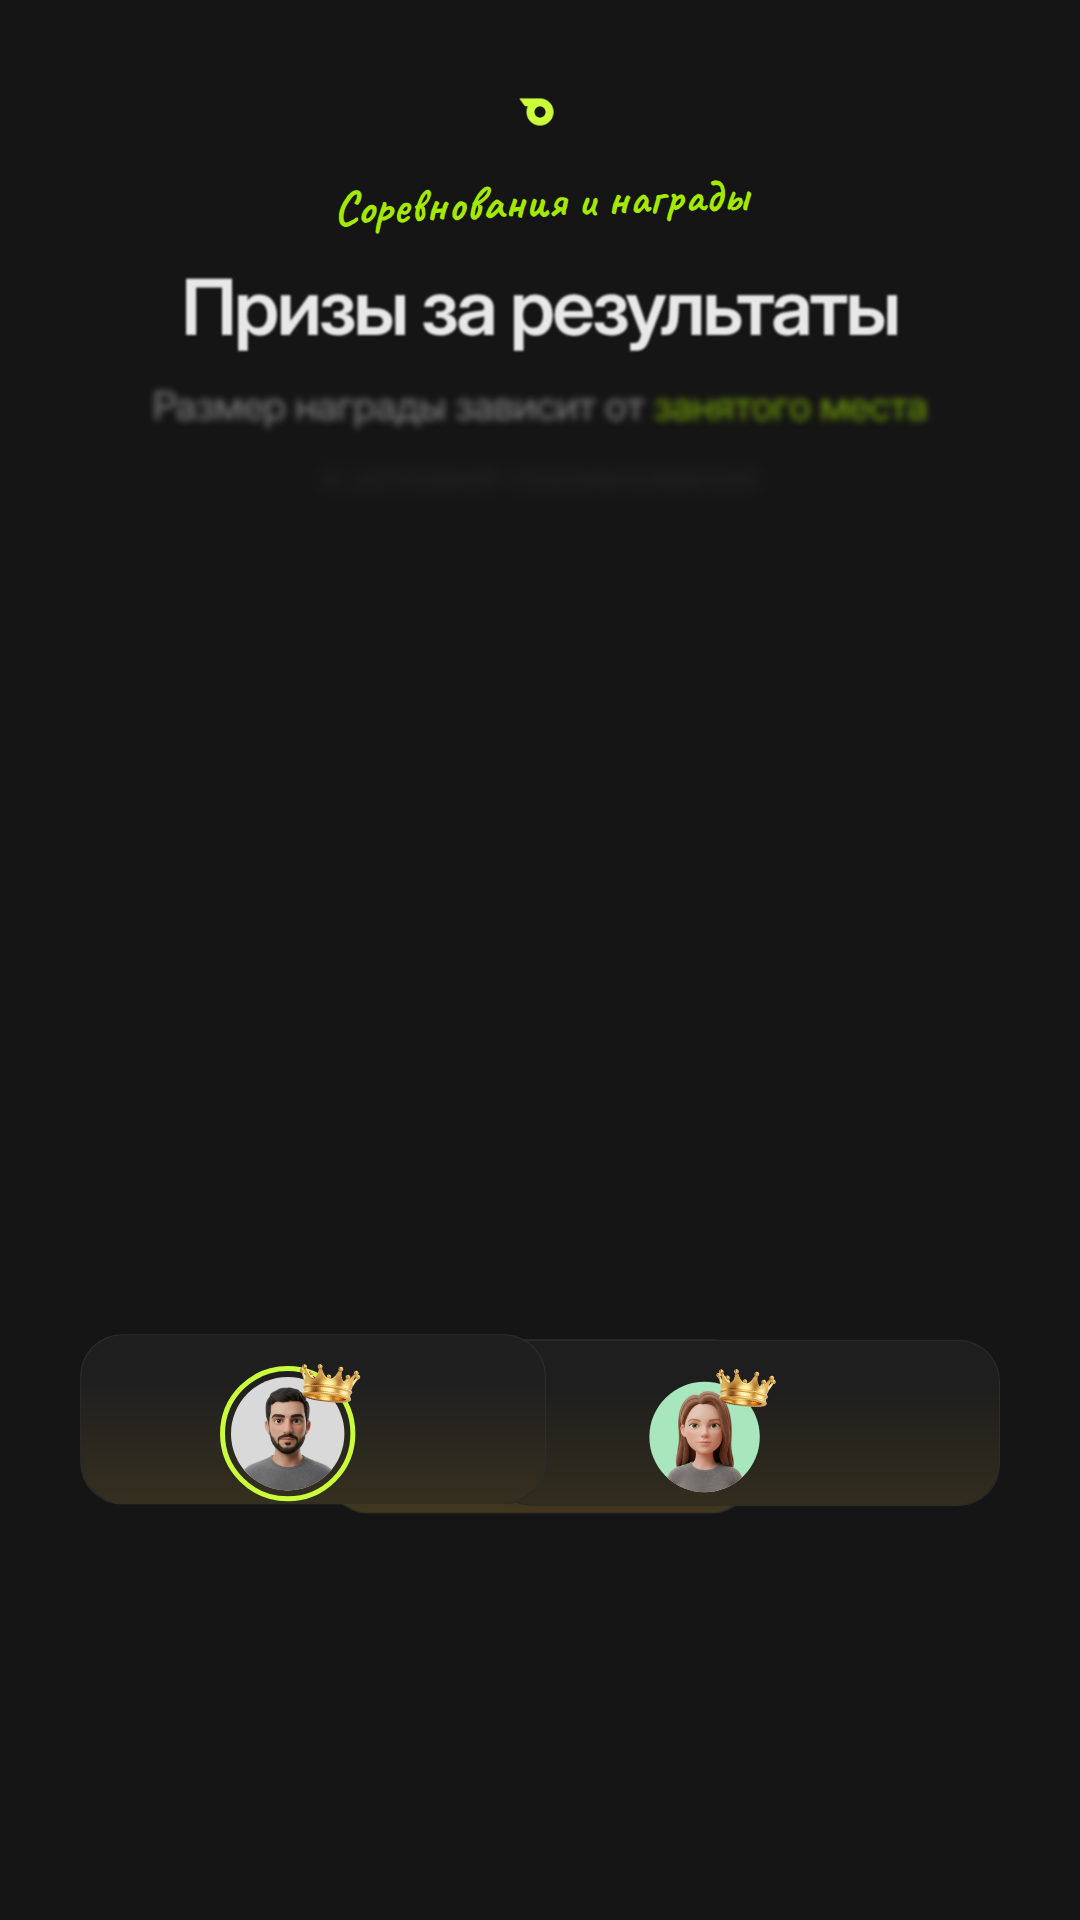 Соревнования и награды
Призы за результаты
Размер награды зависит от занятого места